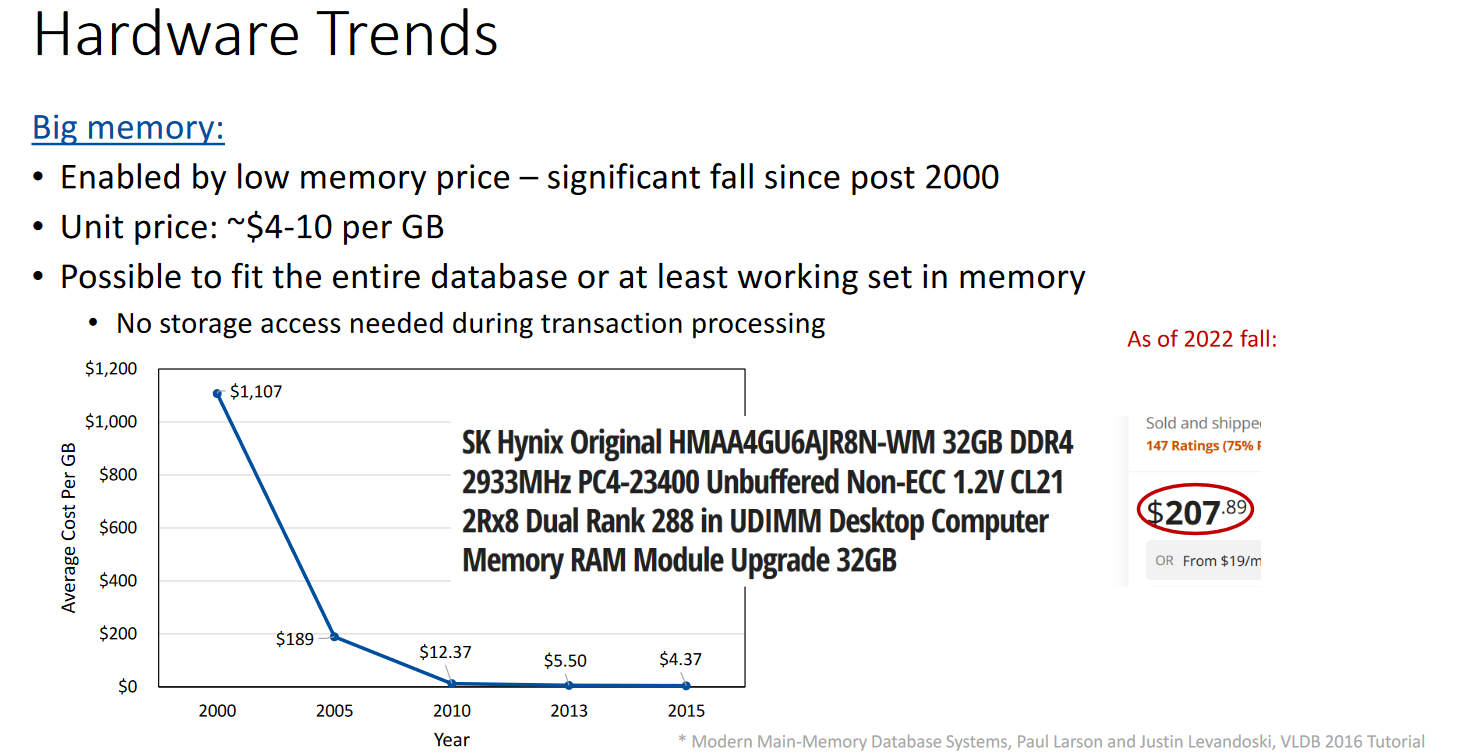 Hardware Trends
Big memory:
• Enabled by low memory price – significant fall since post 2000
• Unit price: ~$4-10 per GB
• Possible to fit the entire database or at least working set in memory
• No storage access needed during transaction processing
As of 2022 fall:
$1,200
$1,000
$800
$600
$400
$200
$0
Average Cost Per GB
$1,107
$189
$12.37
$5.50
$4.37
2000
2005
2010
2013
2015
Year
SK Hynix Original HMAA4GU6AJR8N-WM 32GB DDR4
2933MHz PC4-23400 Unbuffered Non-ECC 1.2V CL21
2Rx8 Dual Rank 288 in UDIMM Desktop Computer
Memory RAM Module Upgrade 32GB
Sold and shippe
147 Ratings (75%
$207.89
OR From $19/m
* Modern Main-Memory Database Systems, Paul Larson and Justin Levandoski, VLDB 2016 Tutorial